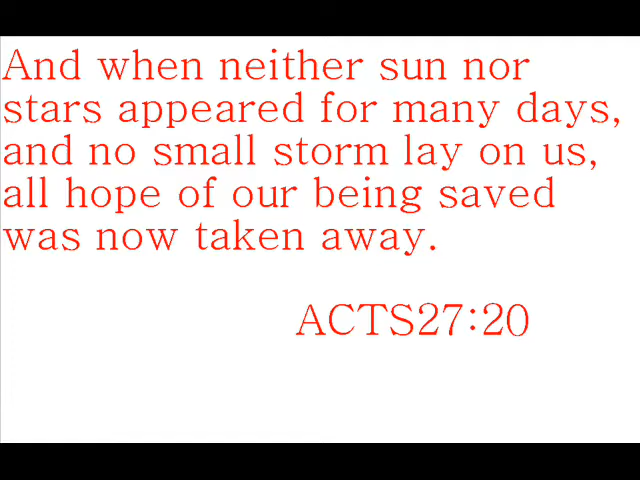 And when neither sun nor
stars appeared for many days,
and no small storm lay on us,
all hope of our being saved
was now taken away.
ACTS27:20